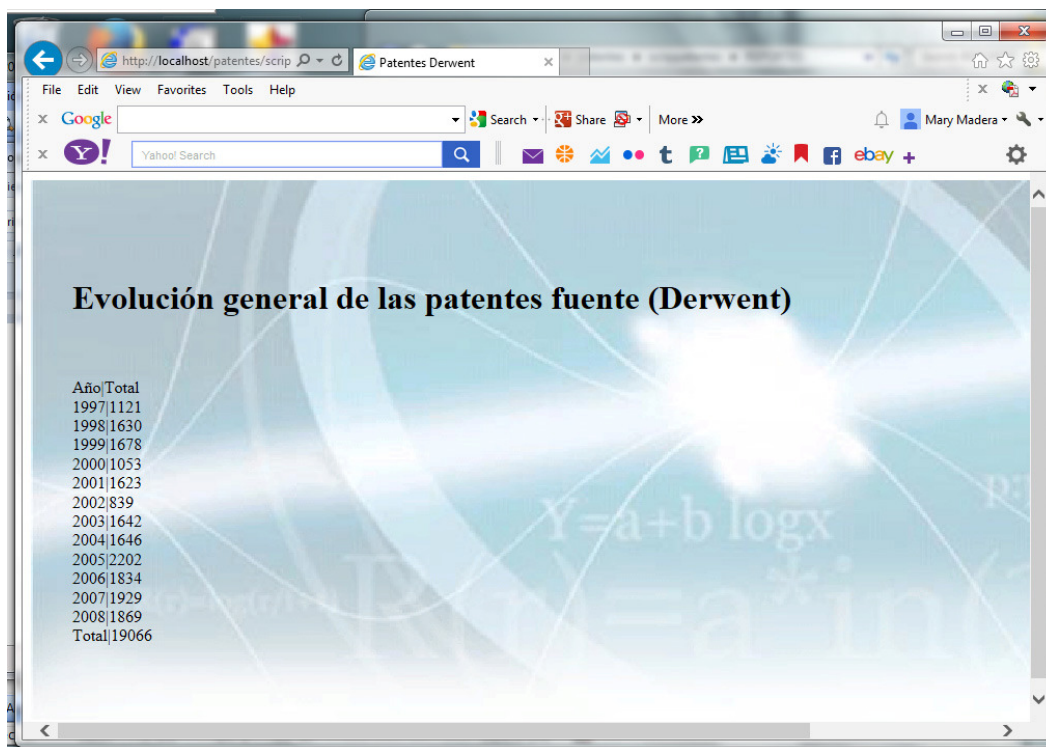 http://localhost/patentes/scrip
Patentes Derwent
File Edit View Favorites Tools Help
Google Search Share More » Mary Madera
Y! Yahoo! Search t ? f ebay +
Evolución general de las patentes fuente (Derwent)
Año|Total
1997|1121
1998|1630
1999|1678
2000|1053
2001|1623
2002|839
2003|1642
2004|1646
2005|2202
2006|1834
2007|1929
2008|1869
Total|19066
Y=a+b logx